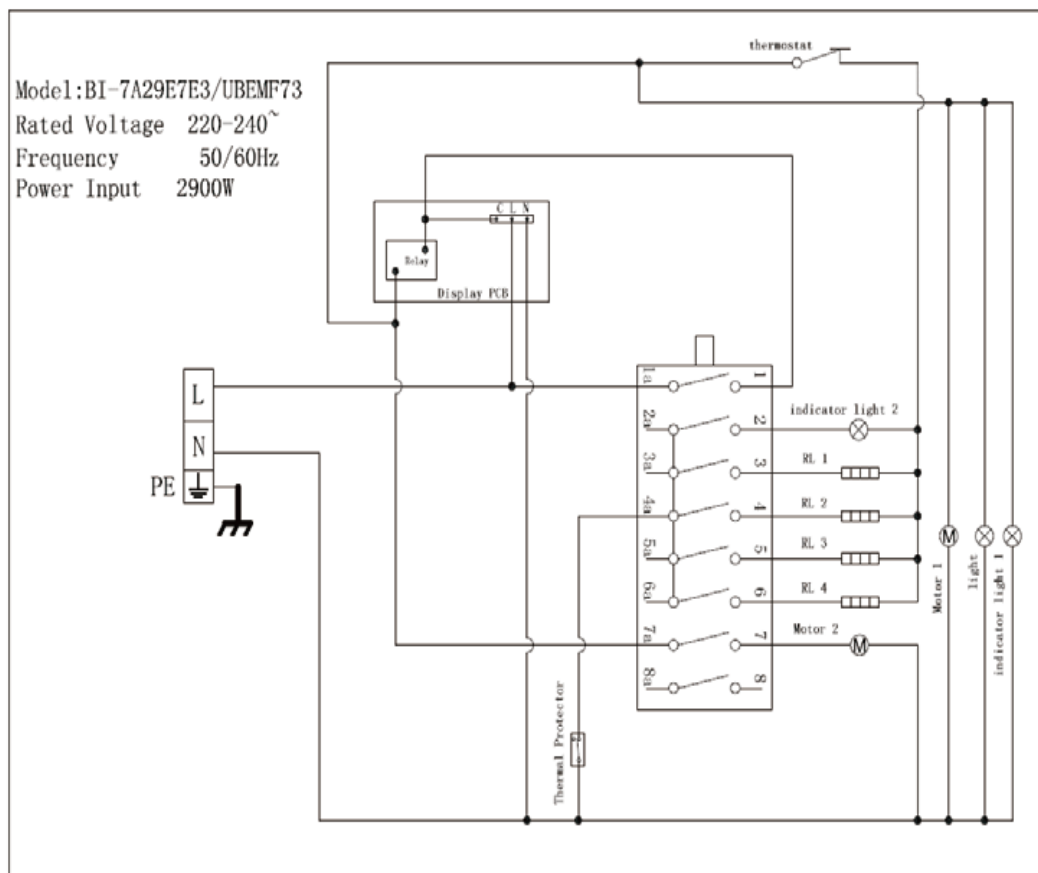 thermostat
Model:BI-7A29E7E3/UBEMF73
Rated Voltage 220-240~
Frequency 50/60Hz
Power Input 2900W
C L N
Relay
Display PCB
L
N
PE
1a 1
2a 2
indicator light 2
3a 3
RL 1
4a 4
RL 2
5a 5
RL 3
6a 6
RL 4
7a 7
Motor 2
M
8a 8
Thermal Protector
M
Motor 1
light
indicator light 1